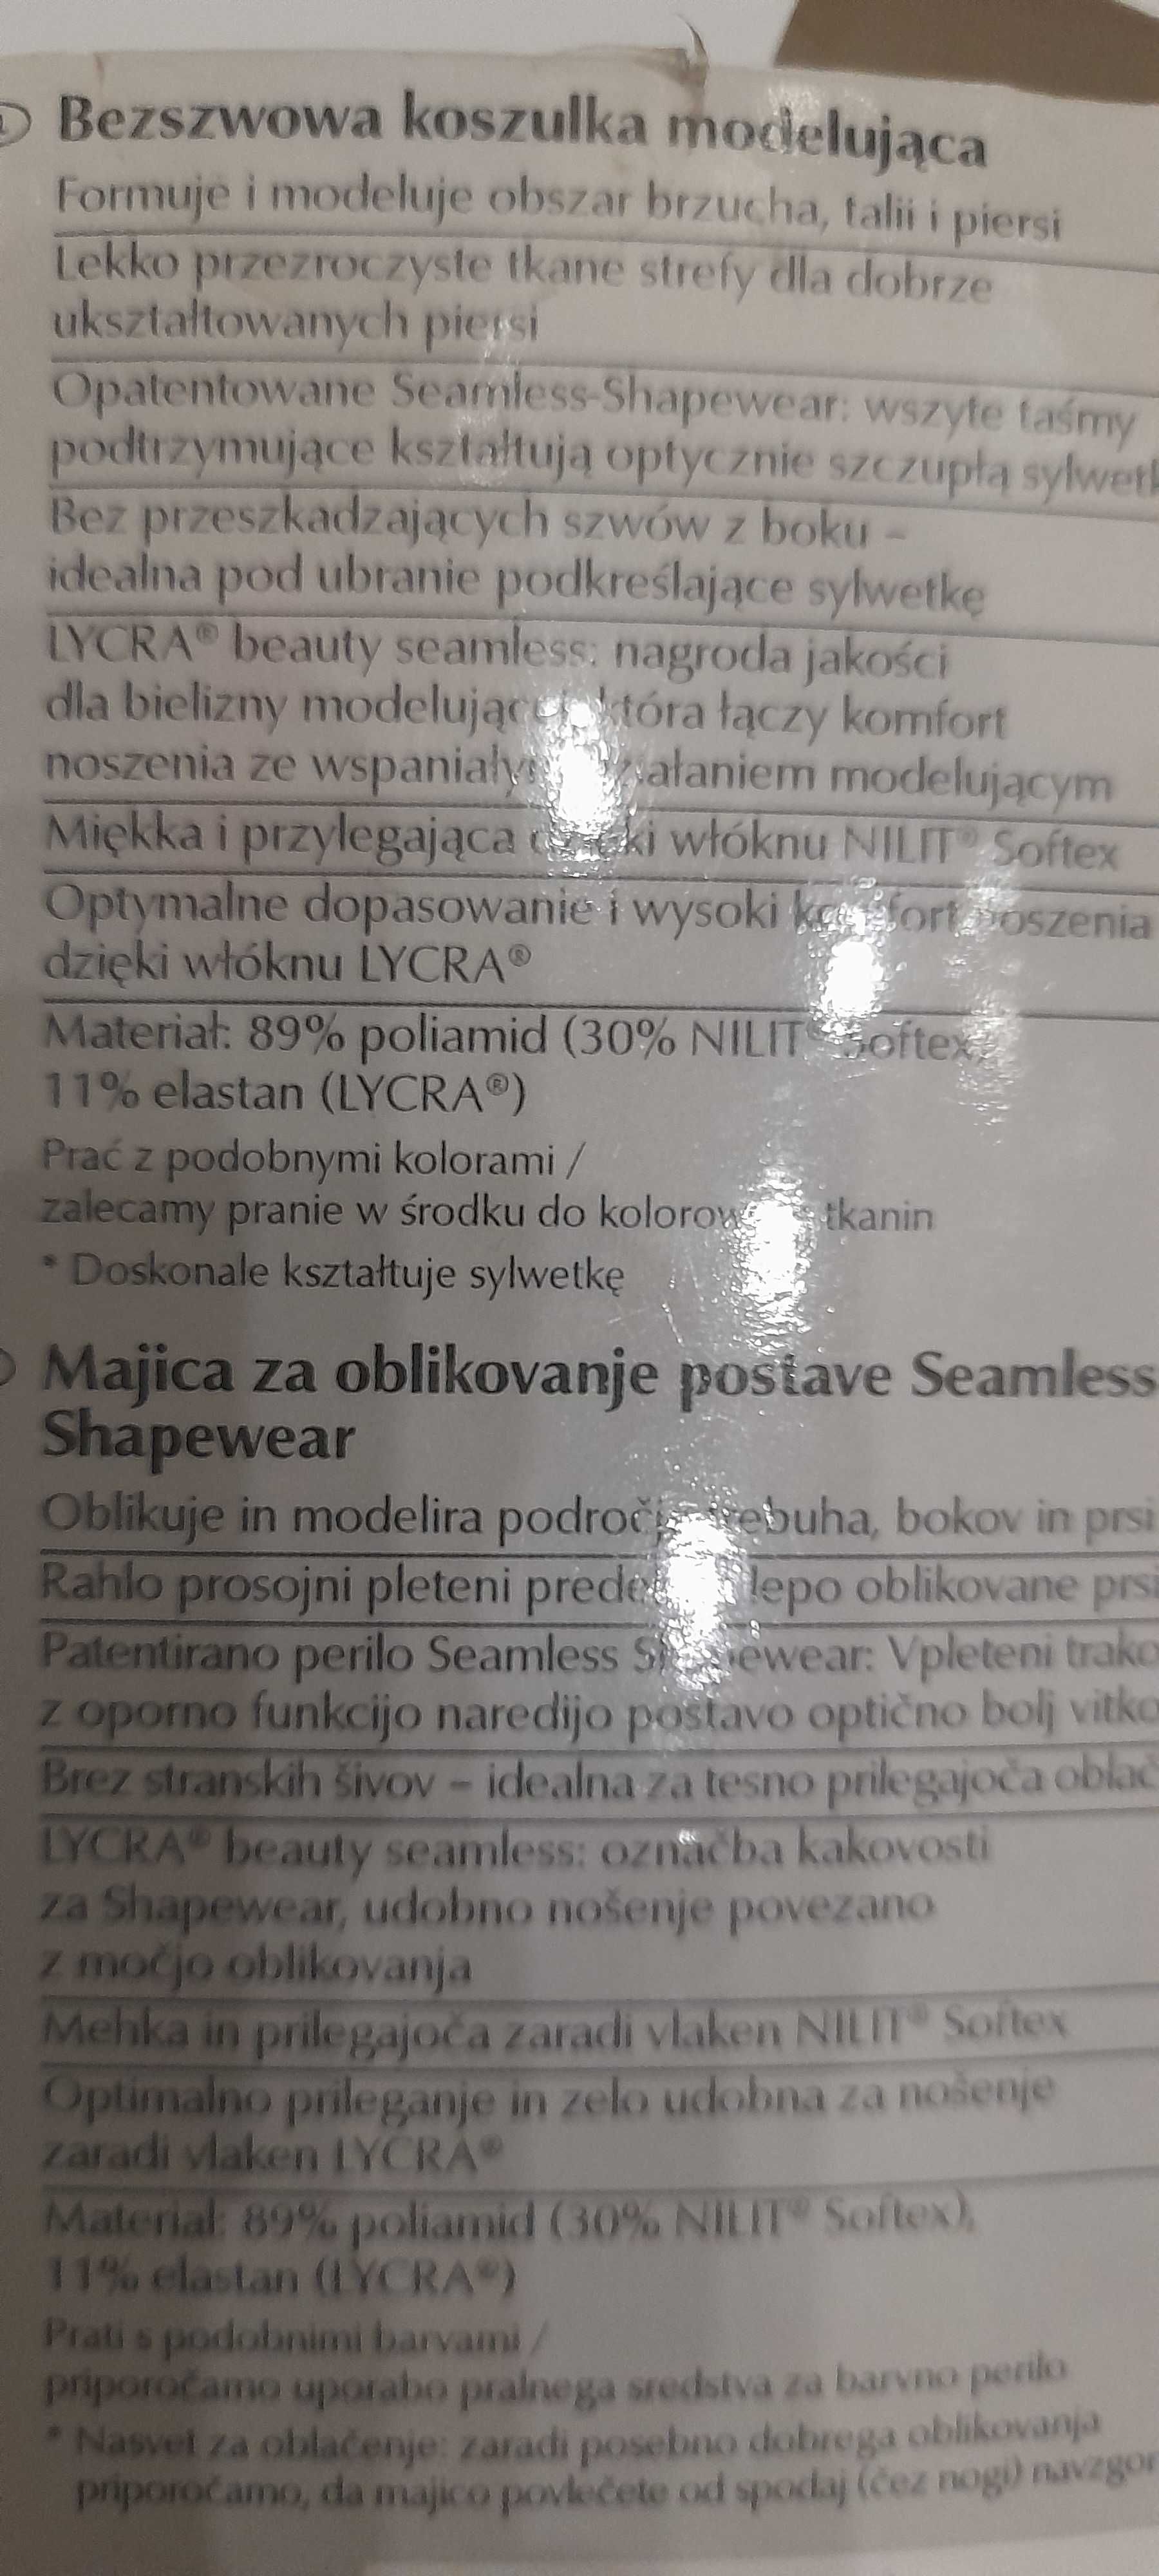 Bezszwowa koszulka modelująca
Formuje i modeluje obszar brzucha, talii i piersi
Lekko przezroczyste tkane strefy dla dobrze
ukształtowanych piersi
Opatentowane Seamless-Shapewear: wszyte taśmy
podtrzymujące kształtują optycznie szczupłą
Bez przeszkadzających szwów z boku –
idealna pod ubranie podkreślające sylwetkę
LYCRA® beauty seamless: nagroda jakości
dla bielizny która łączy komfort
noszenia ze modelującym
Miękka i przylegająca włóknu NILIT® Softex
Optymalne dopasowanie i wysoki noszenia
dzięki włóknu LYCRA®
Materiał: 89% poliamid (30% NILIT® Softex),
11% elastan (LYCRA®)
Prać z podobnymi kolorami /
zalecamy pranie w środku do tkanin
* Doskonale kształtuje sylwetkę
Majica za oblikovanje postave Seamless
Shapewear
Oblikuje in modelira trebuha, bokov in prsi
Rahlo prosojni pleteni lepo oblikovane prsi
Patentirano perilo Seamless Shapewear: Vpleteni
z oporno funkcijo naredijo postavo optično bolj
Brez stranskih šivov – idealna za tesno prilegajoča
LYCRA® beauty seamless: označba kakovosti
za Shapewear, udobno nošenje povezano
z močjo oblikovanja
Mehka in prilegajoča zaradi vlaken NILIT® Softex
Optimalno prileganje in zelo udobna za nošenje
zaradi vlaken LYCRA®
Material: 89% poliamid (30% NILIT® Softex),
11% elastan (LYCRA®)
Prati s podobnimi barvami /
priporočamo uporabo pralnega sredstva za barvno perilo
* Nasvet za oblačenje: zaradi posebno dobrega oblikovanja
priporočamo, da majico povlečete od spodaj (čez nogi)